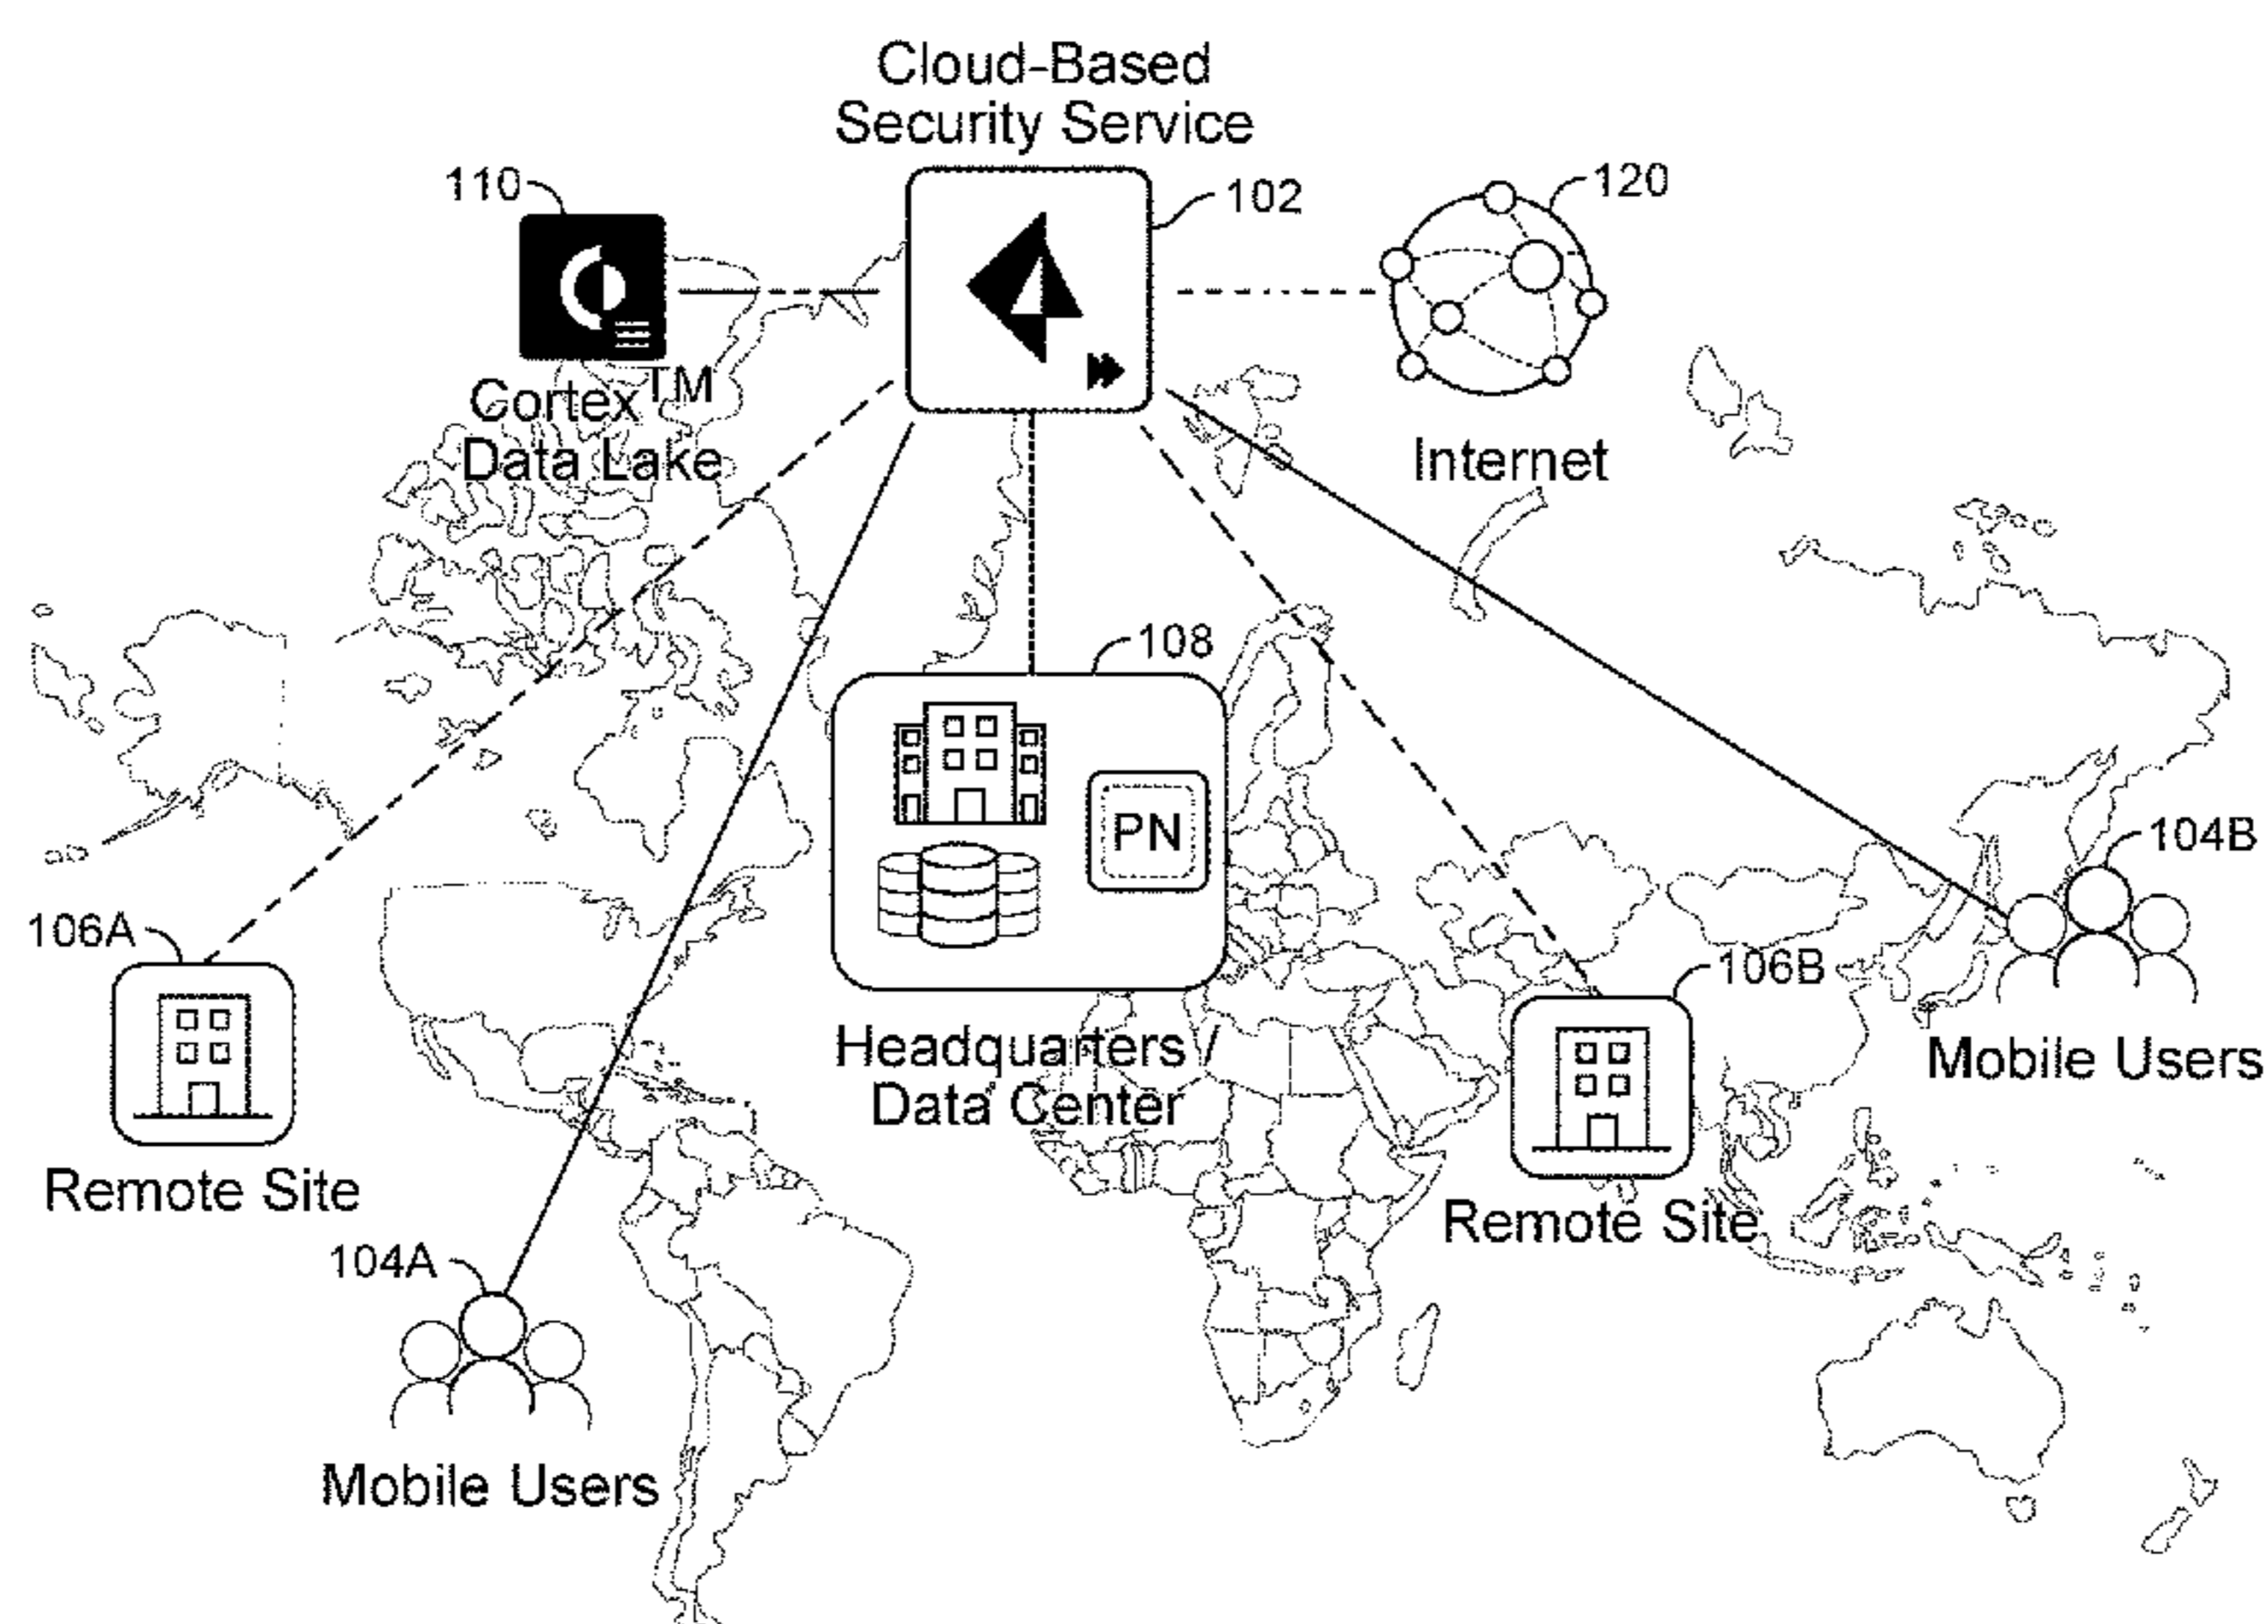 Cloud-Based
Security Service
110
102
120
Cortex™
Data Lake
Internet
108
PN
104B
106A
106B
Headquarters /
Data Center
Mobile Users
Remote Site
Remote Site
104A
Mobile Users